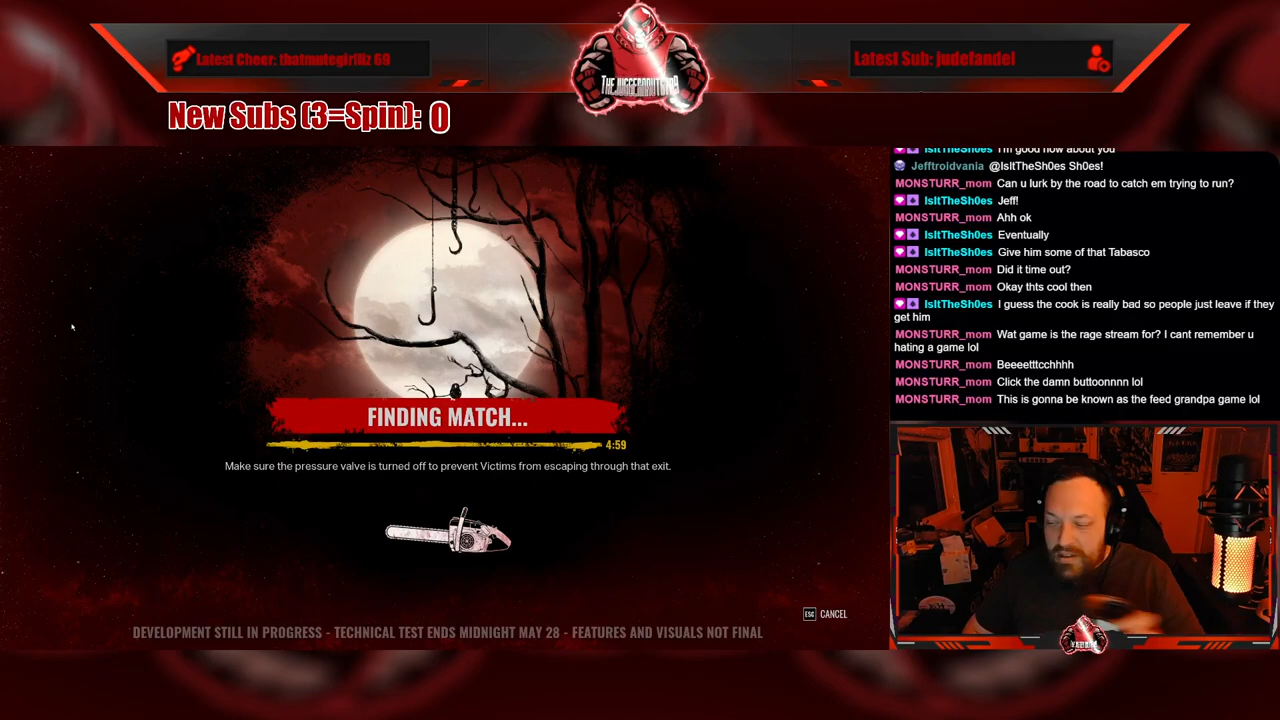 Latest Cheer: thatmutegirlliz 69
Latest Sub: judefandel
New Subs (3=Spin): 0
FINDING MATCH...
4:59
Make sure the pressure valve is turned off to prevent Victims from escaping through that exit.
ESC CANCEL
DEVELOPMENT STILL IN PROGRESS - TECHNICAL TEST ENDS MIDNIGHT MAY 28 - FEATURES AND VISUALS NOT FINAL
IsItTheSh0es I'm good how about you
Jefftroidvania @IsItTheSh0es Sh0es!
MONSTURR_mom Can u lurk by the road to catch em trying to run?
IsItTheSh0es Jeff!
MONSTURR_mom Ahh ok
IsItTheSh0es Eventually
IsItTheSh0es Give him some of that Tabasco
MONSTURR_mom Did it time out?
MONSTURR_mom Okay thts cool then
IsItTheSh0es I guess the cook is really bad so people just leave if they
get him
MONSTURR_mom Wat game is the rage stream for? I cant remember u
hating a game lol
MONSTURR_mom Beeeetttcchhhh
MONSTURR_mom Click the damn buttoonnnn lol
MONSTURR_mom This is gonna be known as the feed grandpa game lol